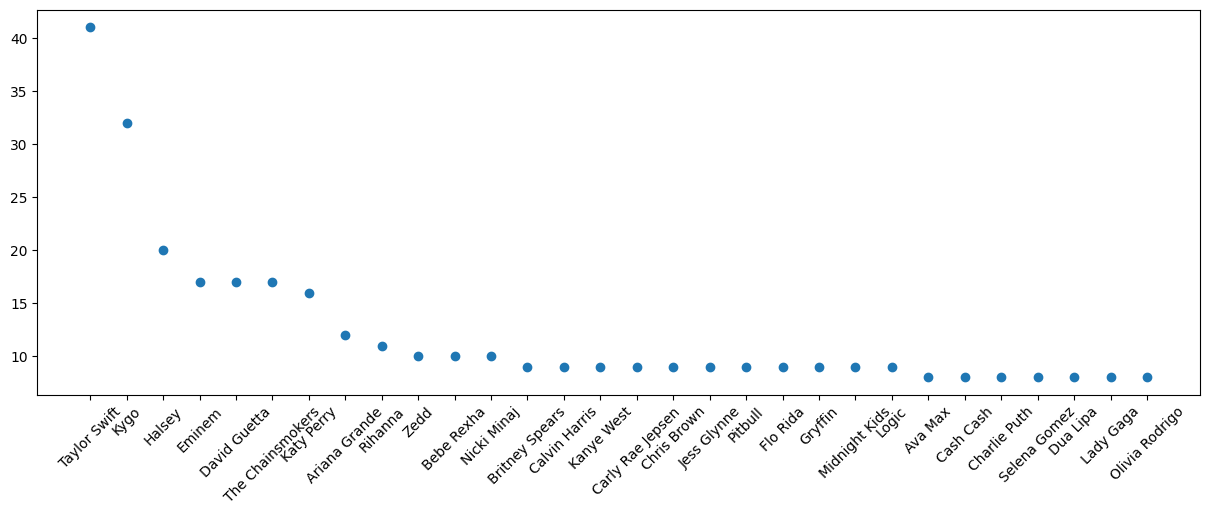 40
35
30
25
20
15
10
Taylor Swift
Kygo
Halsey
Eminem
David Guetta
The Chainsmokers
Katy Perry
Ariana Grande
Rihanna
Zedd
Bebe Rexha
Nicki Minaj
Britney Spears
Calvin Harris
Kanye West
Carly Rae Jepsen
Chris Brown
Jess Glynne
Pitbull
Flo Rida
Gryffin
Midnight Kids
Logic
Ava Max
Cash Cash
Charlie Puth
Selena Gomez
Dua Lipa
Lady Gaga
Olivia Rodrigo